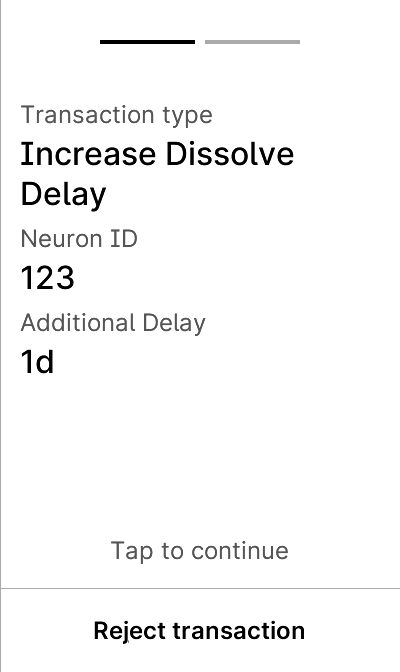 Transaction type
Increase Dissolve
Delay
Neuron ID
123
Additional Delay
1d
Tap to continue
Reject transaction